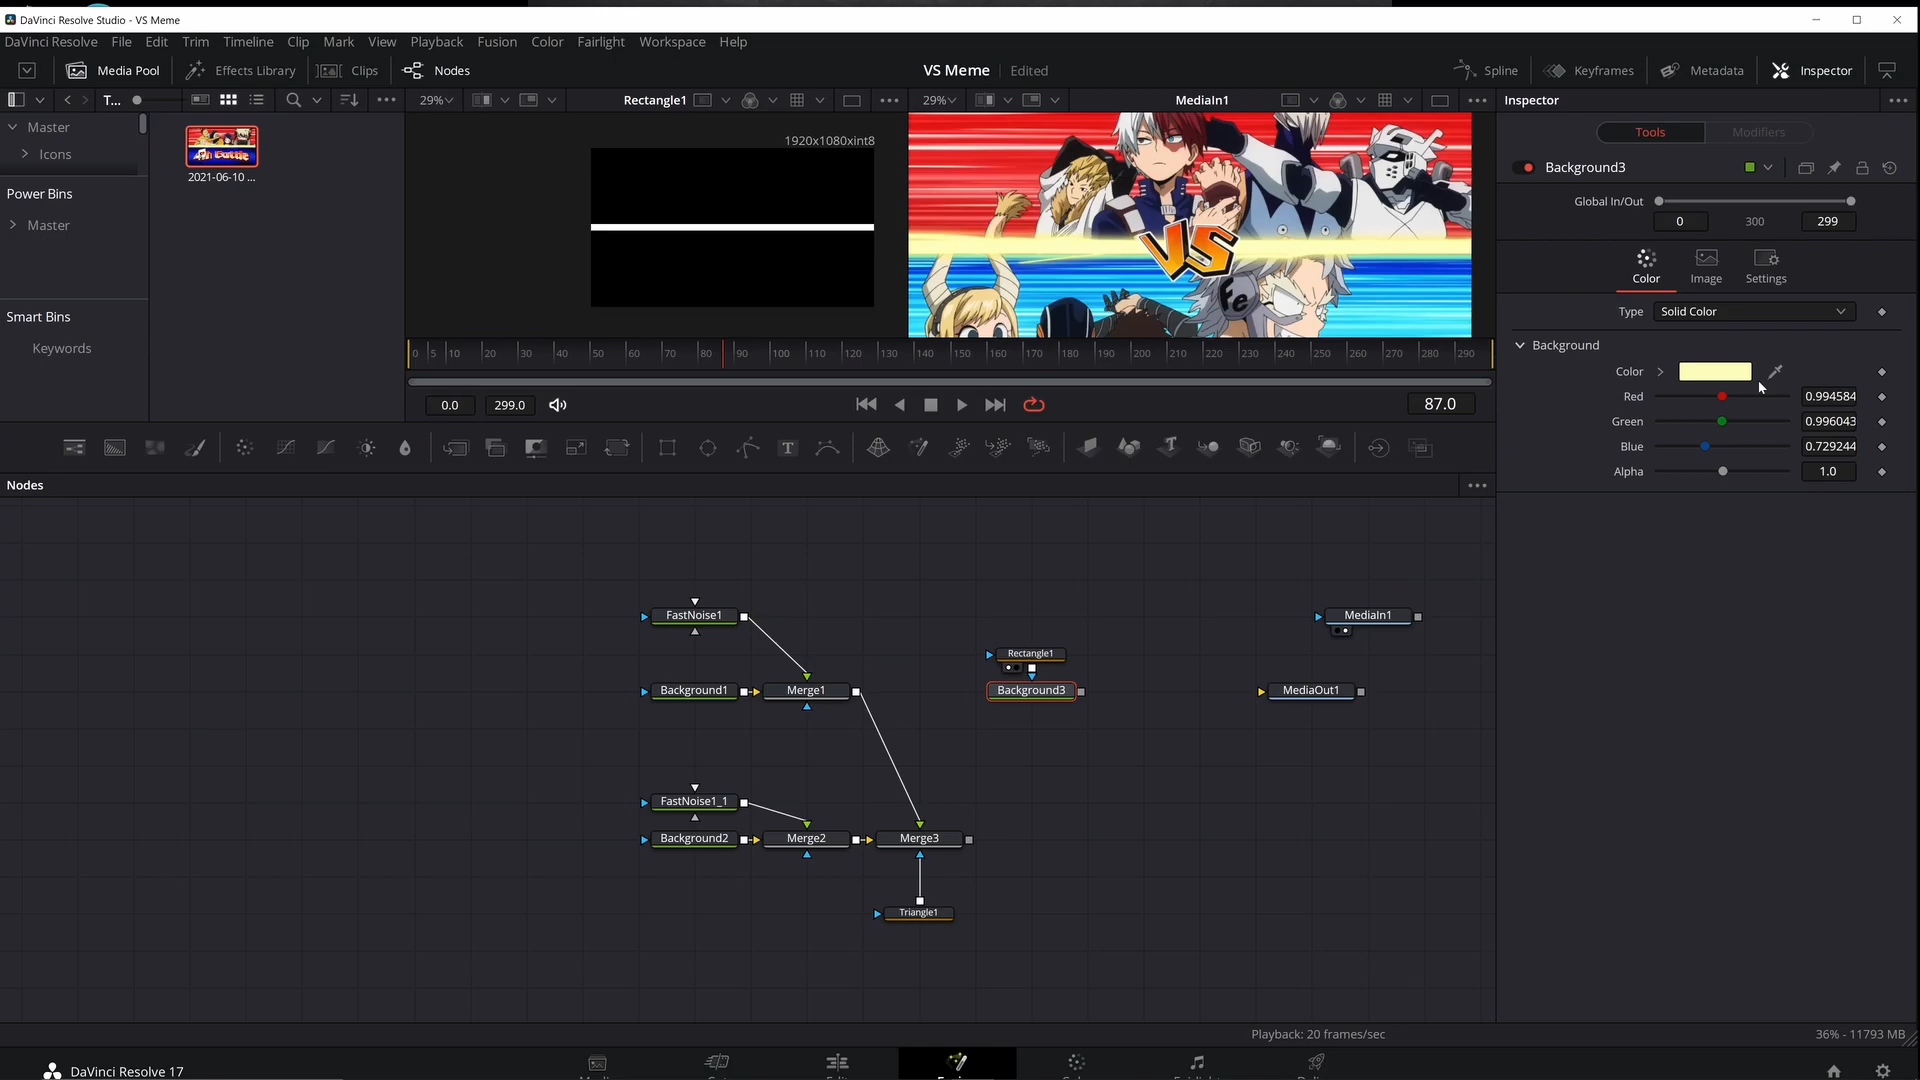 DaVinci Resolve Studio - VS Meme
DaVinci Resolve File Edit Trim Timeline Clip Mark View Playback Fusion Color Fairlight Workspace Help
Media Pool Effects Library Clips Nodes VS Meme Edited Spline Keyframes Metadata Inspector
T... 29% Rectangle1 29% MediaIn1 Inspector
Master
Icons
Power Bins
Master
Smart Bins
Keywords
4th Battle
2021-06-10 ...
1920x1080xint8
VS
Fe
0 5 10 20 30 40 50 60 70 80 90 100 110 120 130 140 150 160 170 180 190 200 210 220 230 240 250 260 270 280 290
0.0 299.0 87.0
Tools Modifiers
Background3
Global In/Out
0 300 299
Color Image Settings
Type Solid Color
Background
Color
Red 0.994584
Green 0.996043
Blue 0.729244
Alpha 1.0
Nodes
FastNoise1 MediaIn1
Rectangle1
Background1 Merge1 Background3 MediaOut1
FastNoise1_1
Background2 Merge2 Merge3
Triangle1
Playback: 20 frames/sec 36% - 11793 MB
DaVinci Resolve 17